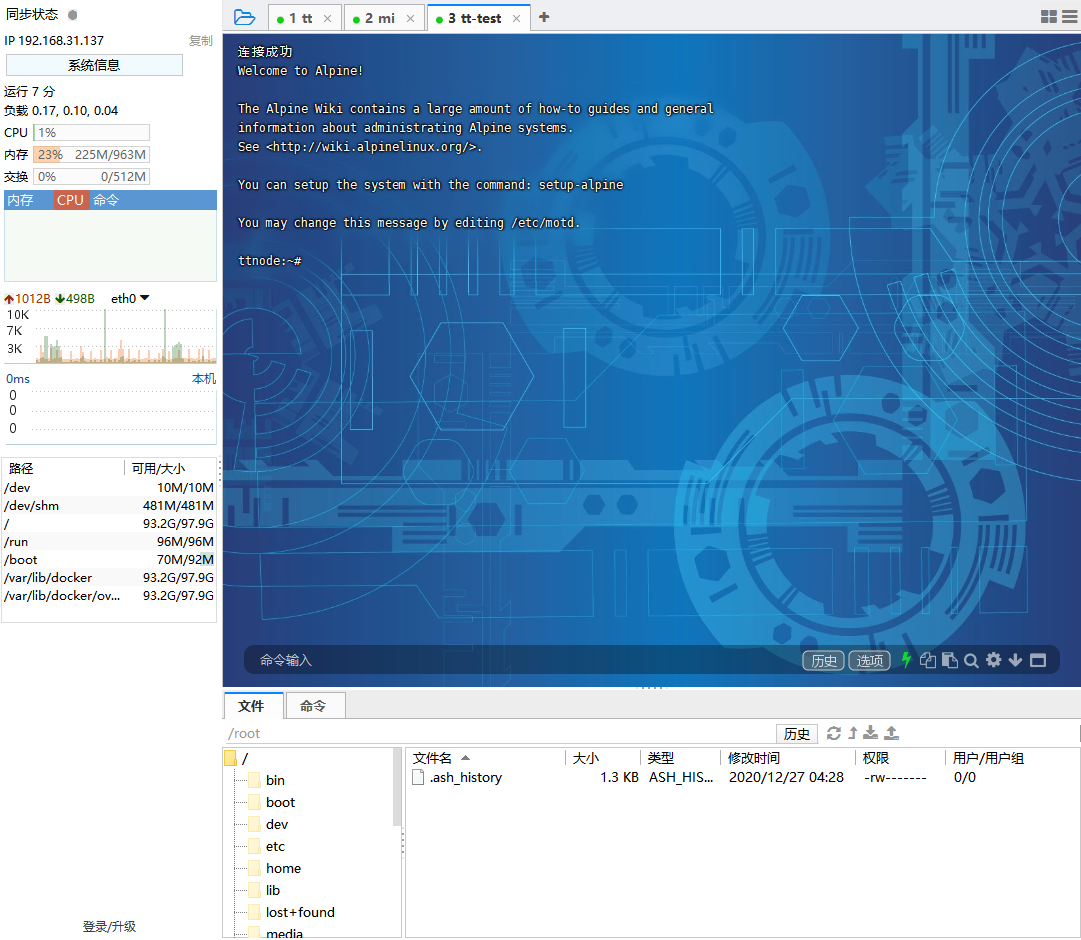 同步状态
IP 192.168.31.137 复制
系统信息
运行 7 分
负载 0.17, 0.10, 0.04
CPU 1%
内存 23% 225M/963M
交换 0% 0/512M
内存 CPU 命令
1012B 498B eth0
10K
7K
3K
0ms 本机
0
0
0
路径 可用/大小
/dev 10M/10M
/dev/shm 481M/481M
/ 93.2G/97.9G
/run 96M/96M
/boot 70M/92M
/var/lib/docker 93.2G/97.9G
/var/lib/docker/ov... 93.2G/97.9G
登录/升级
1 tt 2 mi 3 tt-test
连接成功
Welcome to Alpine!
The Alpine Wiki contains a large amount of how-to guides and general
information about administrating Alpine systems.
See <http://wiki.alpinelinux.org/>.
You can setup the system with the command: setup-alpine
You may change this message by editing /etc/motd.
ttnode:~#
命令输入 历史 选项
文件 命令
/root 历史
/
bin
boot
dev
etc
home
lib
lost+found
media
文件名 大小 类型 修改时间 权限 用户/用户组
.ash_history 1.3 KB ASH_HIS... 2020/12/27 04:28 -rw------- 0/0